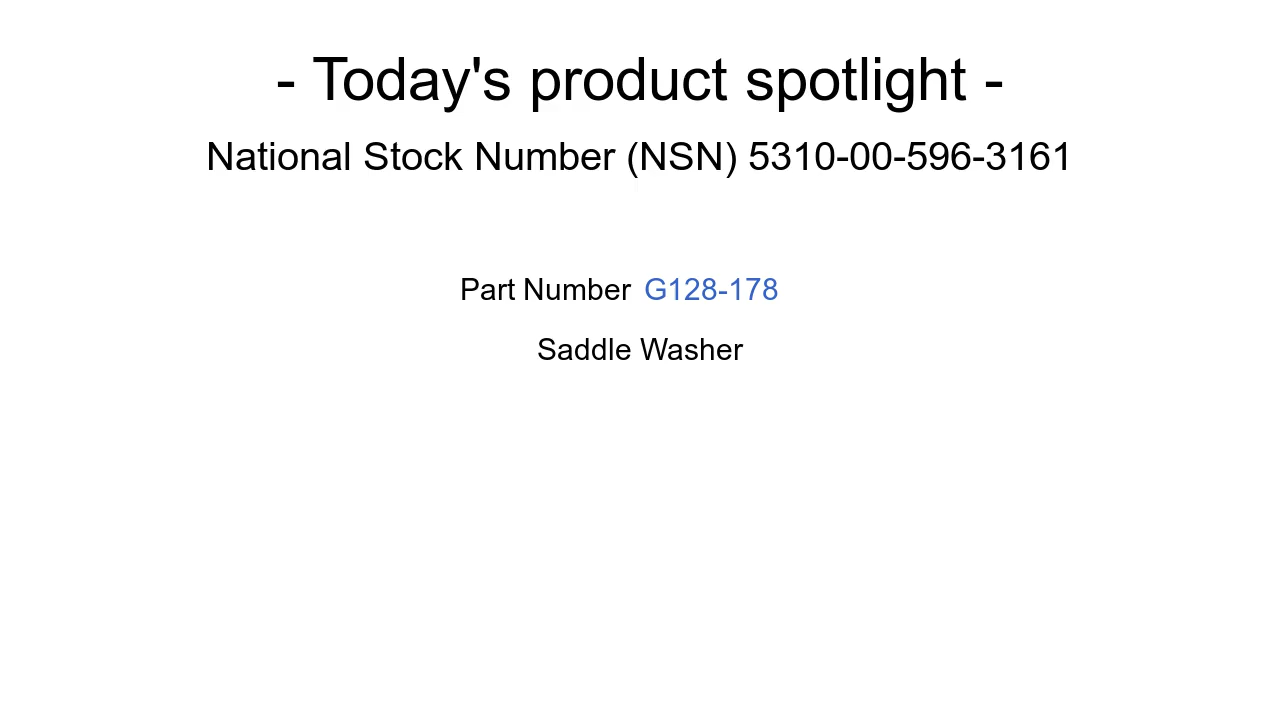 - Today's product spotlight -
National Stock Number (NSN) 5310-00-596-3161
Part Number G128-178
Saddle Washer